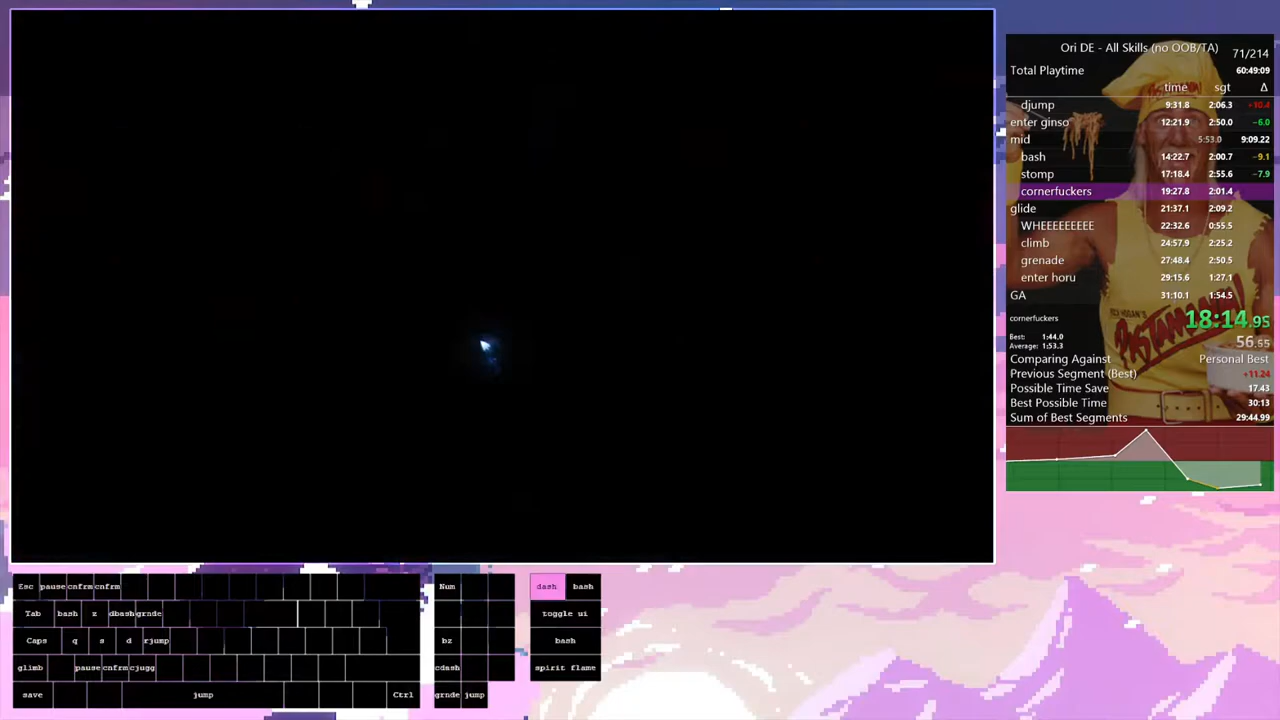 Ori DE - All Skills (no OOB/TA)
71/214
Total Playtime 60:49:09
time sgt Δ
djump 9:31.8 2:06.3 +10.4
enter ginso 12:21.9 2:50.0 −6.0
mid 5:53.0 9:09.22
bash 14:22.7 2:00.7 −9.1
stomp 17:18.4 2:55.6 −7.9
cornerfuckers 19:27.8 2:01.4
glide 21:37.1 2:09.2
WHEEEEEEEEE 22:32.6 0:55.5
climb 24:57.9 2:25.2
grenade 27:48.4 2:50.5
enter horu 29:15.6 1:27.1
GA 31:10.1 1:54.5
cornerfuckers 18:14.95
Best: 1:44.0
Average: 1:53.3
56.55
Comparing Against Personal Best
Previous Segment (Best) +11.24
Possible Time Save 17.43
Best Possible Time 30:13
Sum of Best Segments 29:44.99
Zsc pause cnfrm cnfrm Num dash bash
Tab bash z dbash grnde toggle ui
Caps q s d rjump bz bash
glimb pause cnfrm cjugg cdash spirit flame
save jump Ctrl grnde jump